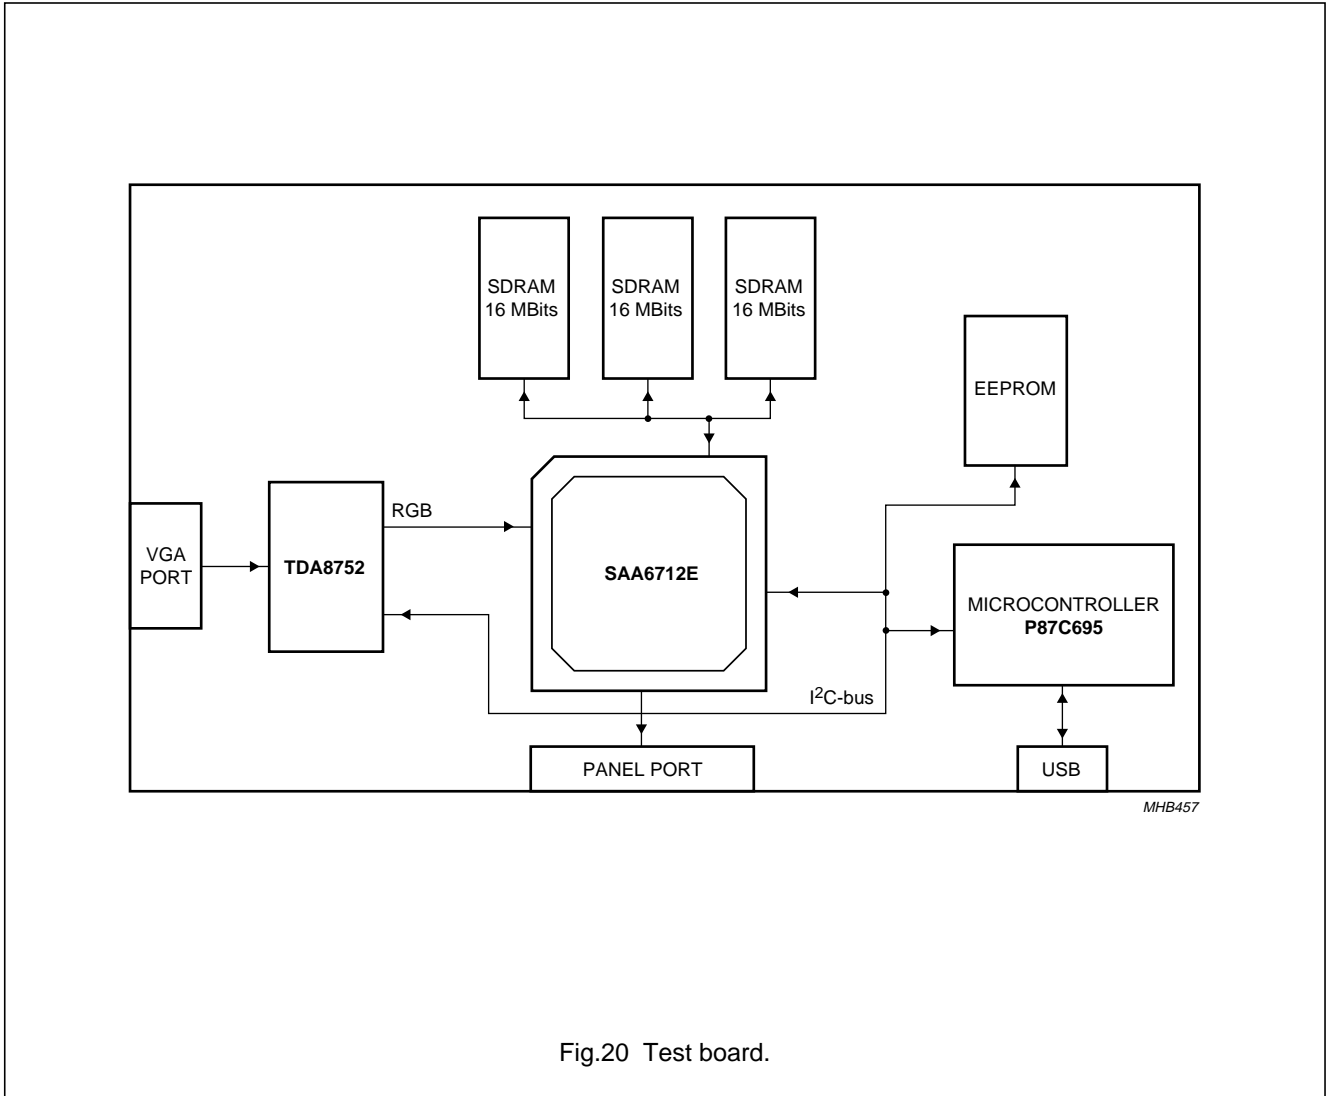 SDRAM
16 MBits
SDRAM
16 MBits
SDRAM
16 MBits
EEPROM
RGB
VGA
PORT
TDA8752
SAA6712E
MICROCONTROLLER
P87C695
I2C-bus
PANEL PORT
USB
MHB457
Fig.20 Test board.